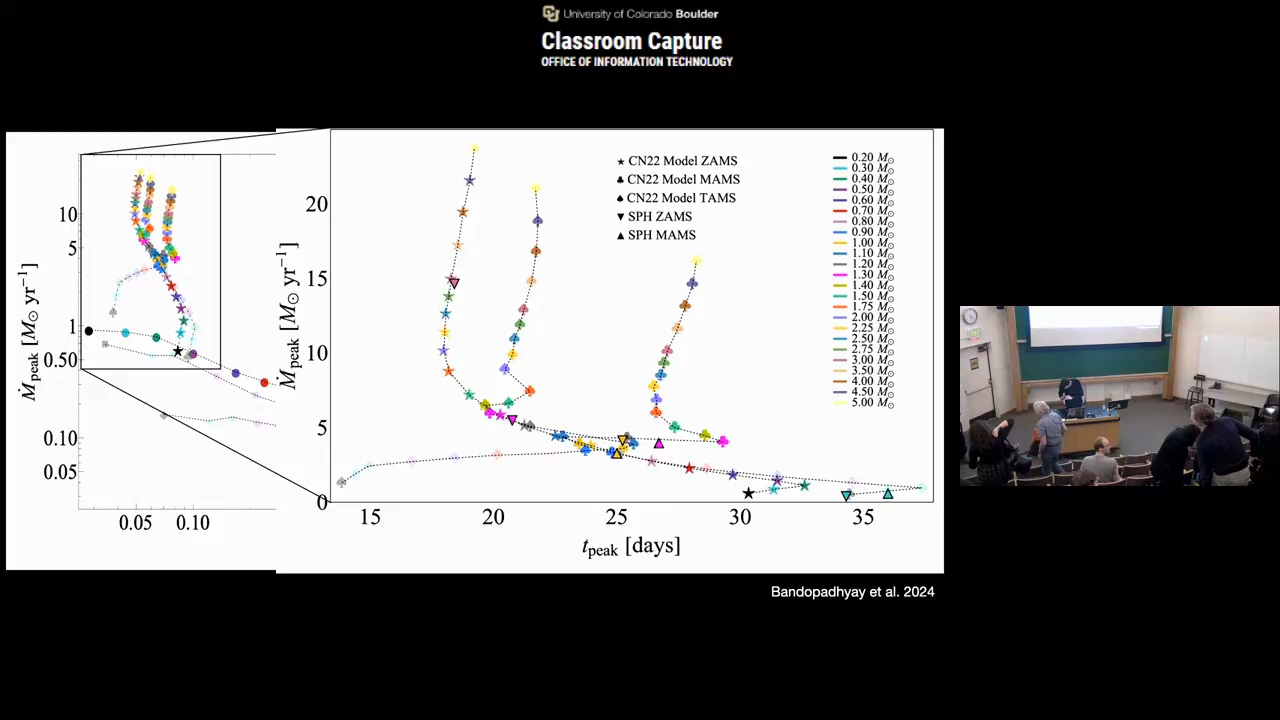 University of Colorado Boulder
Classroom Capture
OFFICE OF INFORMATION TECHNOLOGY
10
5
1
0.50
0.10
0.05
Ṁpeak [M⊙ yr−1]
0.05 0.10
20
15
10
5
0
Ṁpeak [M⊙ yr−1]
15 20 25 30 35
tpeak [days]
CN22 Model ZAMS
CN22 Model MAMS
CN22 Model TAMS
SPH ZAMS
SPH MAMS
0.20 M⊙
0.30 M⊙
0.40 M⊙
0.50 M⊙
0.60 M⊙
0.70 M⊙
0.80 M⊙
0.90 M⊙
1.00 M⊙
1.10 M⊙
1.20 M⊙
1.30 M⊙
1.40 M⊙
1.50 M⊙
1.75 M⊙
2.00 M⊙
2.25 M⊙
2.50 M⊙
2.75 M⊙
3.00 M⊙
3.50 M⊙
4.00 M⊙
4.50 M⊙
5.00 M⊙
Bandopadhyay et al. 2024